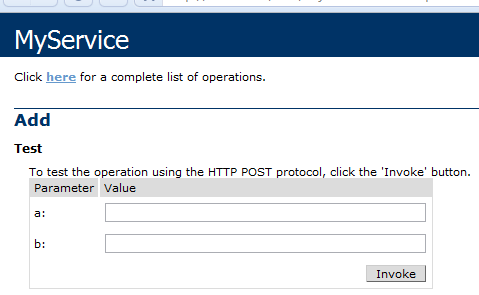 MyService
Click here for a complete list of operations.
Add
Test
To test the operation using the HTTP POST protocol, click the 'Invoke' button.
Parameter Value
a:
b:
Invoke